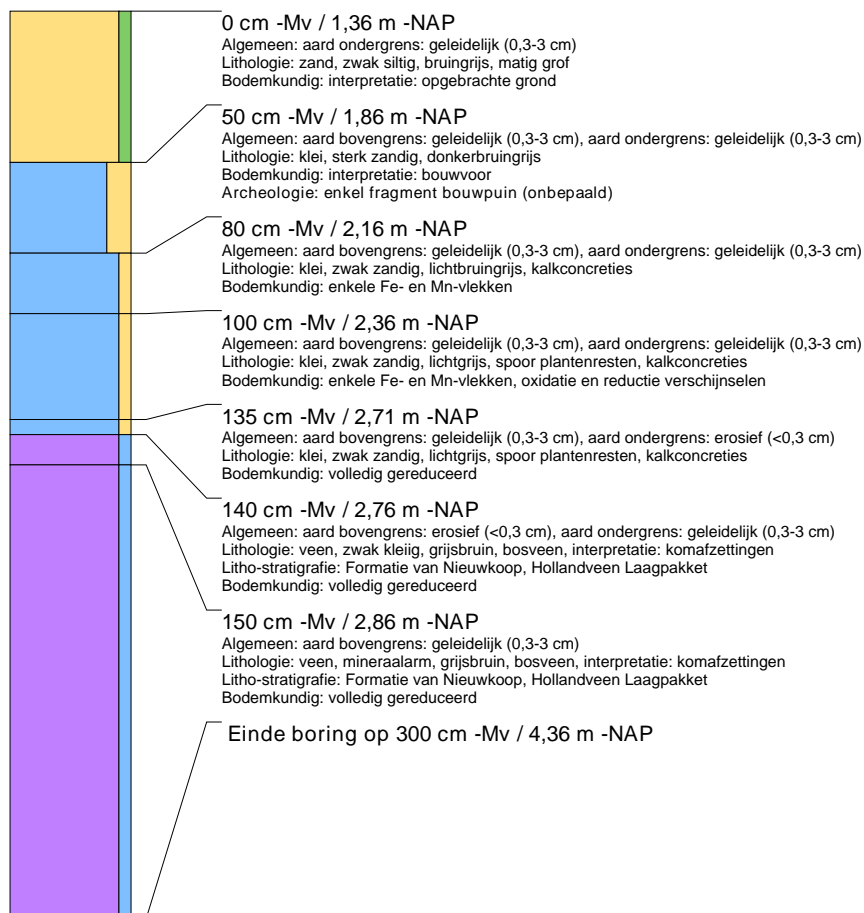 0 cm -Mv / 1,36 m -NAP
Algemeen: aard ondergrens: geleidelijk (0,3-3 cm)
Lithologie: zand, zwak siltig, bruingrijs, matig grof
Bodemkundig: interpretatie: opgebrachte grond
50 cm -Mv / 1,86 m -NAP
Algemeen: aard bovengrens: geleidelijk (0,3-3 cm), aard ondergrens: geleidelijk (0,3-3 cm)
Lithologie: klei, sterk zandig, donkerbruingrijs
Bodemkundig: interpretatie: bouwvoor
Archeologie: enkel fragment bouwpuin (onbepaald)
80 cm -Mv / 2,16 m -NAP
Algemeen: aard bovengrens: geleidelijk (0,3-3 cm), aard ondergrens: geleidelijk (0,3-3 cm)
Lithologie: klei, zwak zandig, lichtbruingrijs, kalkconcreties
Bodemkundig: enkele Fe- en Mn-vlekken
100 cm -Mv / 2,36 m -NAP
Algemeen: aard bovengrens: geleidelijk (0,3-3 cm), aard ondergrens: geleidelijk (0,3-3 cm)
Lithologie: klei, zwak zandig, lichtgrijs, spoor plantenresten, kalkconcreties
Bodemkundig: enkele Fe- en Mn-vlekken, oxidatie en reductie verschijnselen
135 cm -Mv / 2,71 m -NAP
Algemeen: aard bovengrens: geleidelijk (0,3-3 cm), aard ondergrens: erosief (<0,3 cm)
Lithologie: klei, zwak zandig, lichtgrijs, spoor plantenresten, kalkconcreties
Bodemkundig: volledig gereduceerd
140 cm -Mv / 2,76 m -NAP
Algemeen: aard bovengrens: erosief (<0,3 cm), aard ondergrens: geleidelijk (0,3-3 cm)
Lithologie: veen, zwak kleiig, grijsbruin, bosveen, interpretatie: komafzettingen
Litho-stratigrafie: Formatie van Nieuwkoop, Hollandveen Laagpakket
Bodemkundig: volledig gereduceerd
150 cm -Mv / 2,86 m -NAP
Algemeen: aard bovengrens: geleidelijk (0,3-3 cm)
Lithologie: veen, mineraalarm, grijsbruin, bosveen, interpretatie: komafzettingen
Litho-stratigrafie: Formatie van Nieuwkoop, Hollandveen Laagpakket
Bodemkundig: volledig gereduceerd
Einde boring op 300 cm -Mv / 4,36 m -NAP